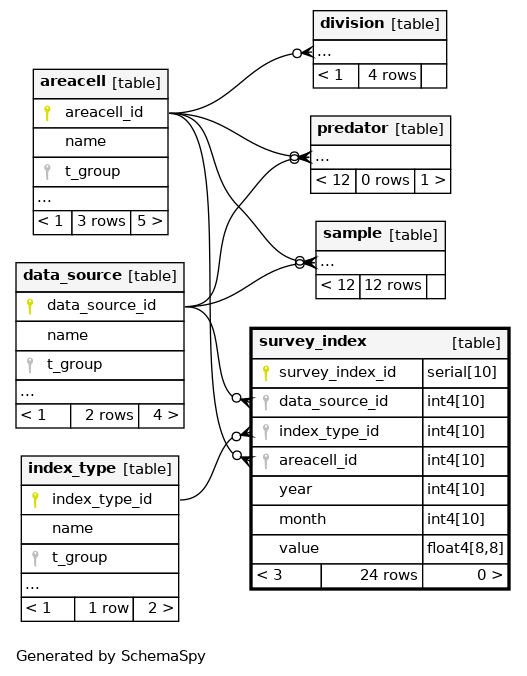 division [table]
...
< 1 4 rows
areacell [table]
areacell_id
name
t_group
...
< 1 3 rows 5 >
predator [table]
...
< 12 0 rows 1 >
sample [table]
...
< 12 12 rows
data_source [table]
data_source_id
name
t_group
...
< 1 2 rows 4 >
survey_index [table]
survey_index_id serial[10]
data_source_id int4[10]
index_type_id int4[10]
areacell_id int4[10]
year int4[10]
month int4[10]
value float4[8,8]
< 3 24 rows 0 >
index_type [table]
index_type_id
name
t_group
...
< 1 1 row 2 >
Generated by SchemaSpy